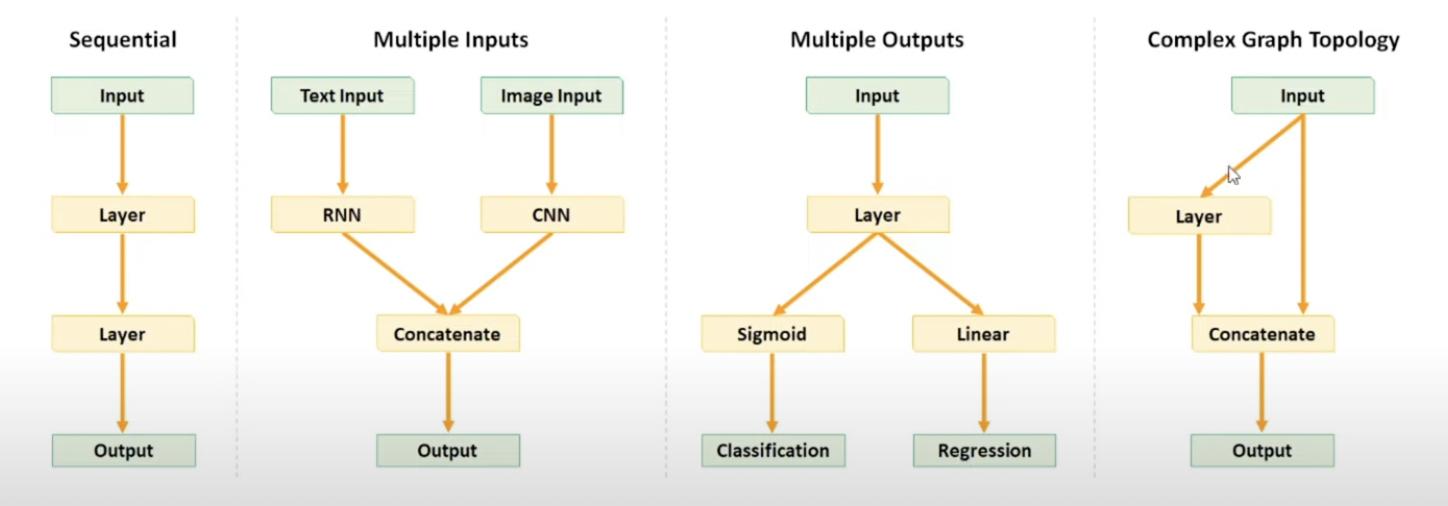 Sequential
Input
Layer
Layer
Output
Multiple Inputs
Text Input
Image Input
RNN
CNN
Concatenate
Output
Multiple Outputs
Input
Layer
Sigmoid
Linear
Classification
Regression
Complex Graph Topology
Input
Layer
Concatenate
Output